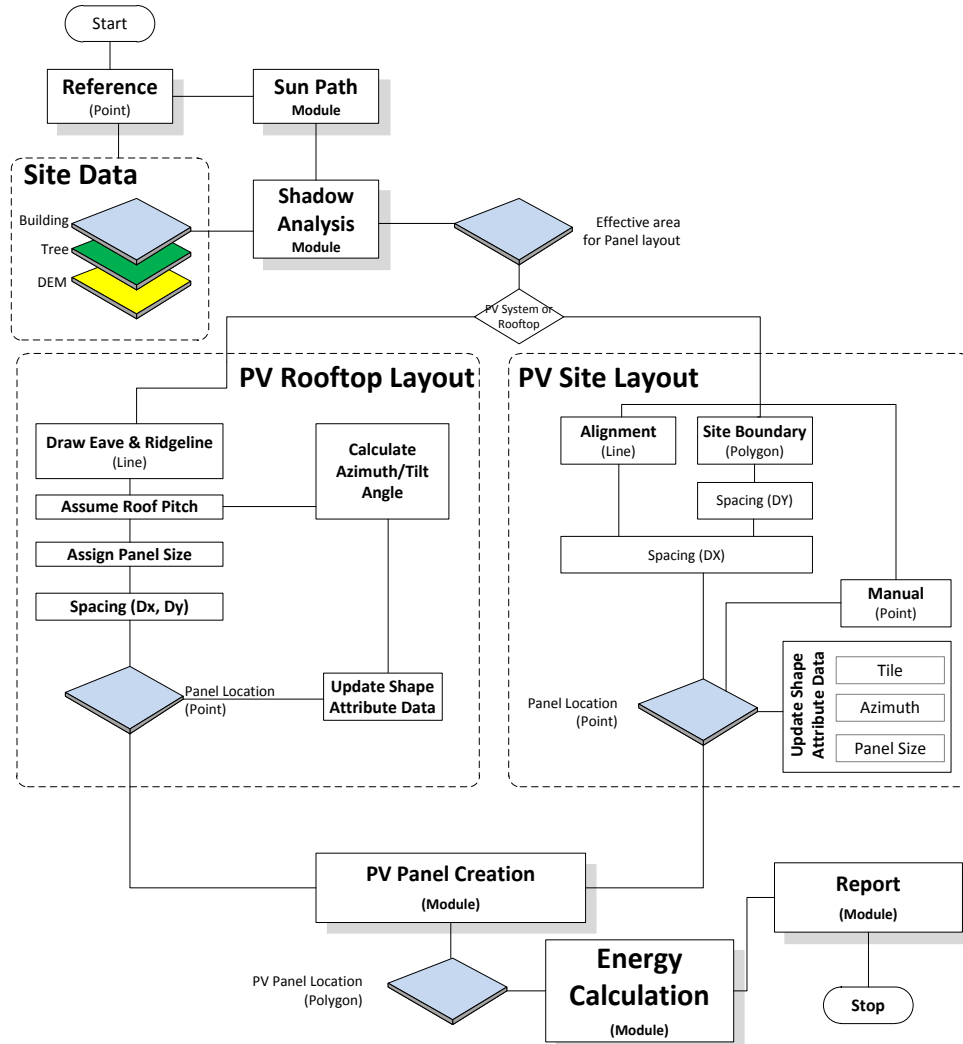 Start
Reference
(Point)
Sun Path
Module
Site Data
Building
Tree
DEM
Shadow
Analysis
Module
Effective area
for Panel layout
PV System or
Rooftop
PV Rooftop Layout
Draw Eave & Ridgeline
(Line)
Assume Roof Pitch
Assign Panel Size
Spacing (Dx, Dy)
Calculate
Azimuth/Tilt
Angle
Panel Location
(Point)
Update Shape
Attribute Data
PV Site Layout
Alignment
(Line)
Site Boundary
(Polygon)
Spacing (DY)
Spacing (DX)
Manual
(Point)
Panel Location
(Point)
Update Shape
Attribute Data
Tile
Azimuth
Panel Size
PV Panel Creation
(Module)
PV Panel Location
(Polygon)
Energy
Calculation
(Module)
Report
(Module)
Stop